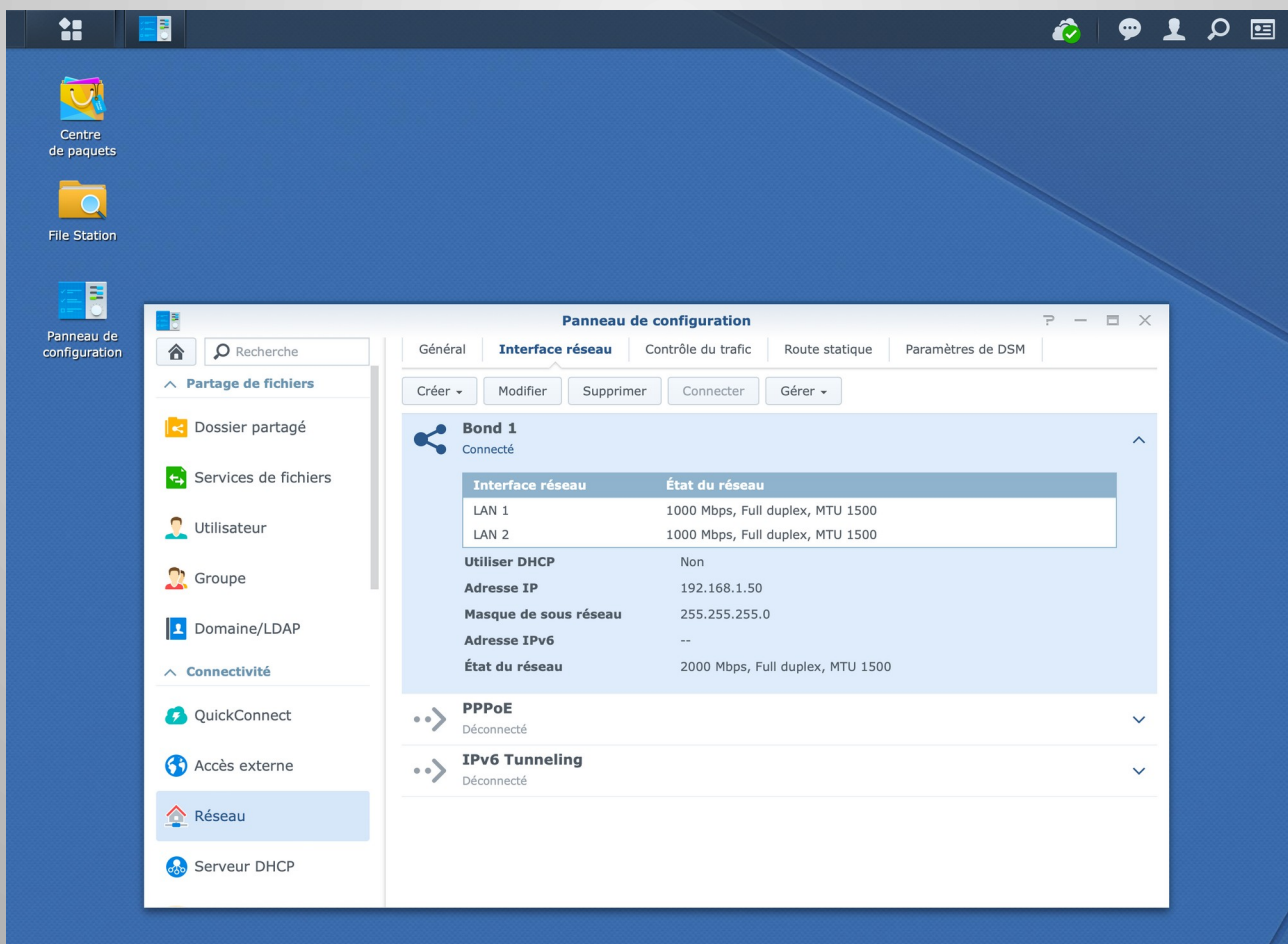 Centre
de paquets
File Station
Panneau de
configuration
Panneau de configuration
Recherche
Partage de fichiers
Dossier partagé
Services de fichiers
Utilisateur
Groupe
Domaine/LDAP
Connectivité
QuickConnect
Accès externe
Réseau
Serveur DHCP
Général Interface réseau Contrôle du trafic Route statique Paramètres de DSM
Créer Modifier Supprimer Connecter Gérer
Bond 1
Connecté
Interface réseau État du réseau
LAN 1 1000 Mbps, Full duplex, MTU 1500
LAN 2 1000 Mbps, Full duplex, MTU 1500
Utiliser DHCP Non
Adresse IP 192.168.1.50
Masque de sous réseau 255.255.255.0
Adresse IPv6 --
État du réseau 2000 Mbps, Full duplex, MTU 1500
PPPoE
Déconnecté
IPv6 Tunneling
Déconnecté